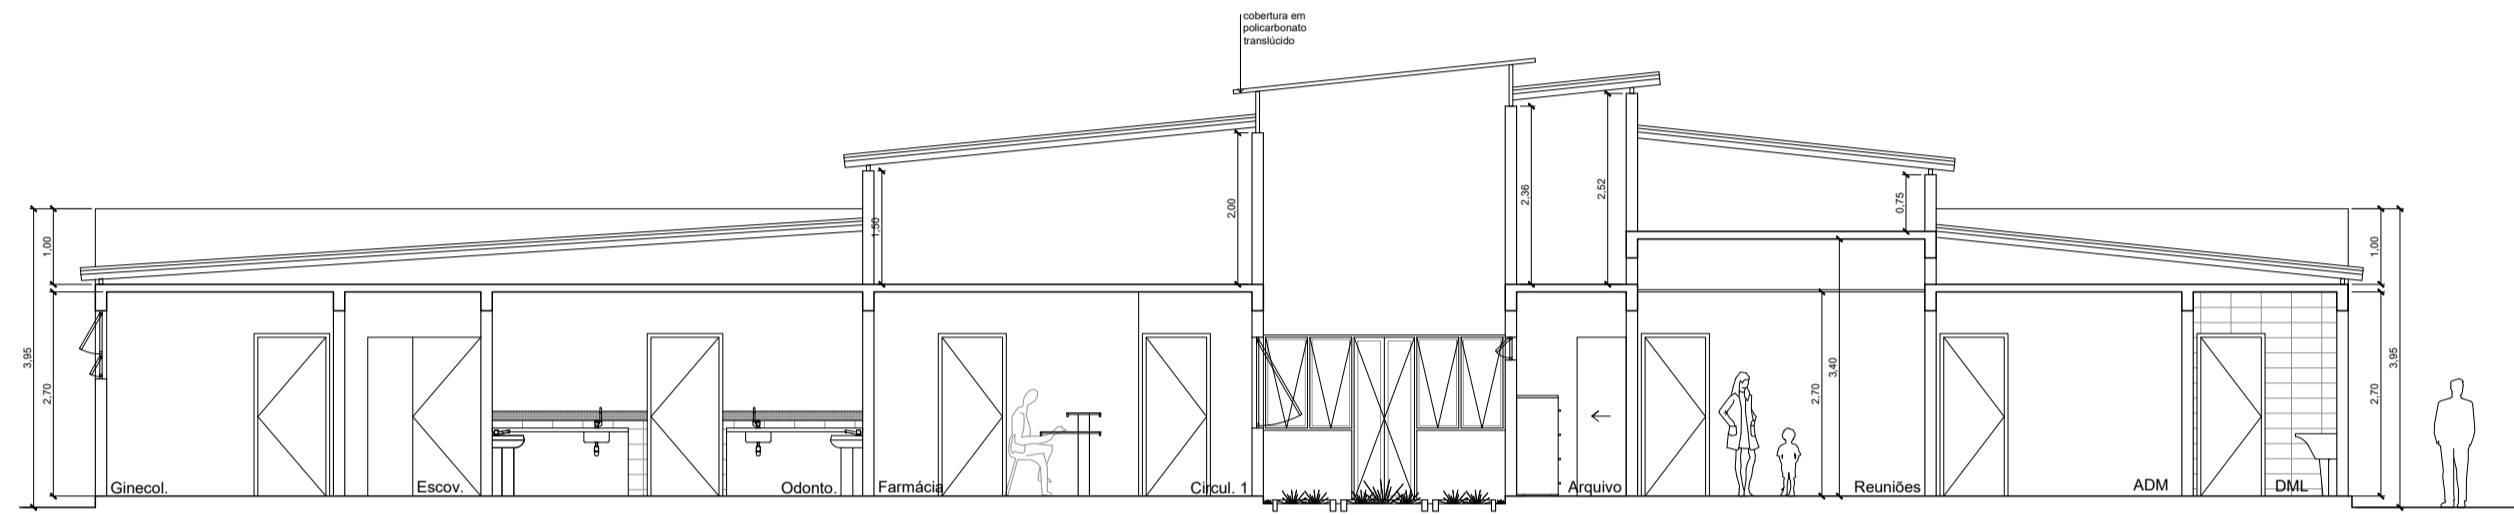 cobertura em
policarbonato
translúcido
3,95
1,00
2,70
1,50
2,00
2,36
2,52
0,75
2,70
3,40
1,00
2,70
3,95
Ginecol.
Escov.
Odonto.
Farmácia
Circul. 1
Arquivo
Reuniões
ADM
DML